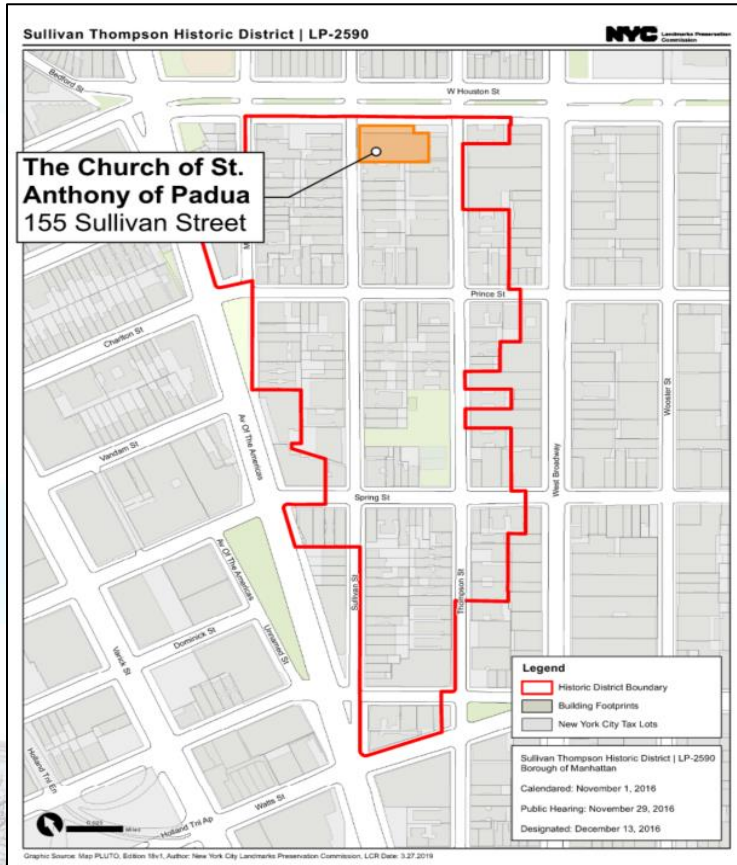 Sullivan Thompson Historic District | LP-2590
NYC Landmarks Preservation
Commission
Bedford St
W Houston St
The Church of St.
Anthony of Padua
155 Sullivan Street
M
Prince St
Charlton St
Av Of The Americas
Vandam St
West Broadway
Wooster St
Spring St
Av Of The Americas
Sullivan St
Thompson St
Dominick St
Unnamed St
Varick St
Watts St
Holland Tnl En
Holland Tnl Ap
Miles
Legend
Historic District Boundary
Building Footprints
New York City Tax Lots
Sullivan Thompson Historic District | LP-2590
Borough of Manhattan
Calendared: November 1, 2016
Public Hearing: November 29, 2016
Designated: December 13, 2016
Graphic Source: Map PLUTO, Edition 18v1, Author: New York City Landmarks Preservation Commission, LCR Date: 3.27.2019